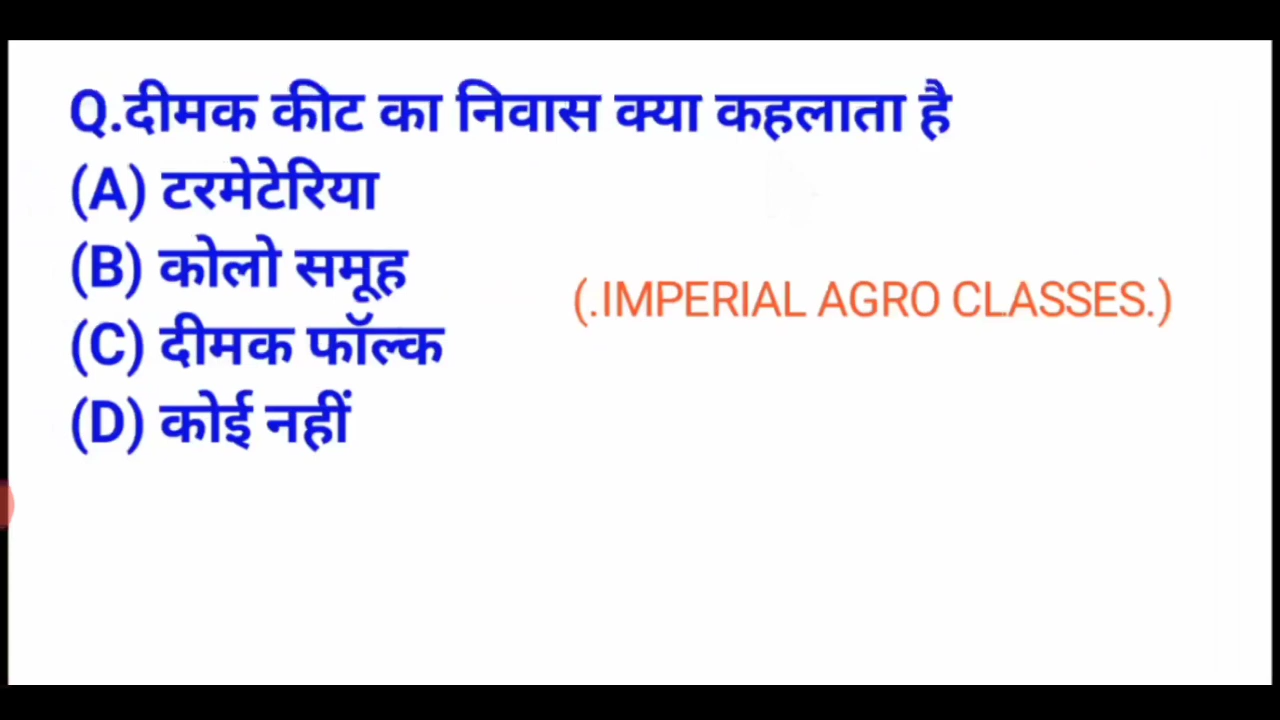 Q.दीमक कीट का निवास क्या कहलाता है
(A) टरमेटेरिया
(B) कोलो समूह
(.IMPERIAL AGRO CLASSES.)
(C) दीमक फॉल्क
(D) कोई नहीं